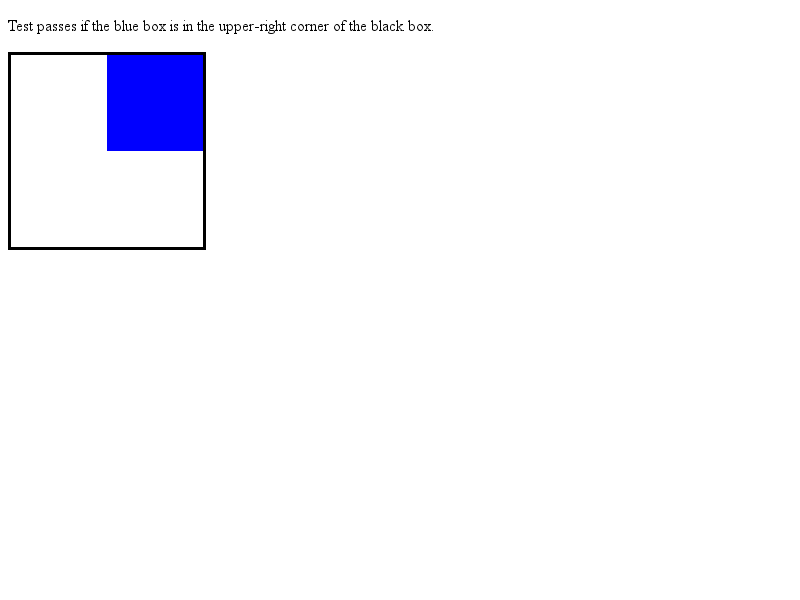 Test passes if the blue box is in the upper-right corner of the black box.